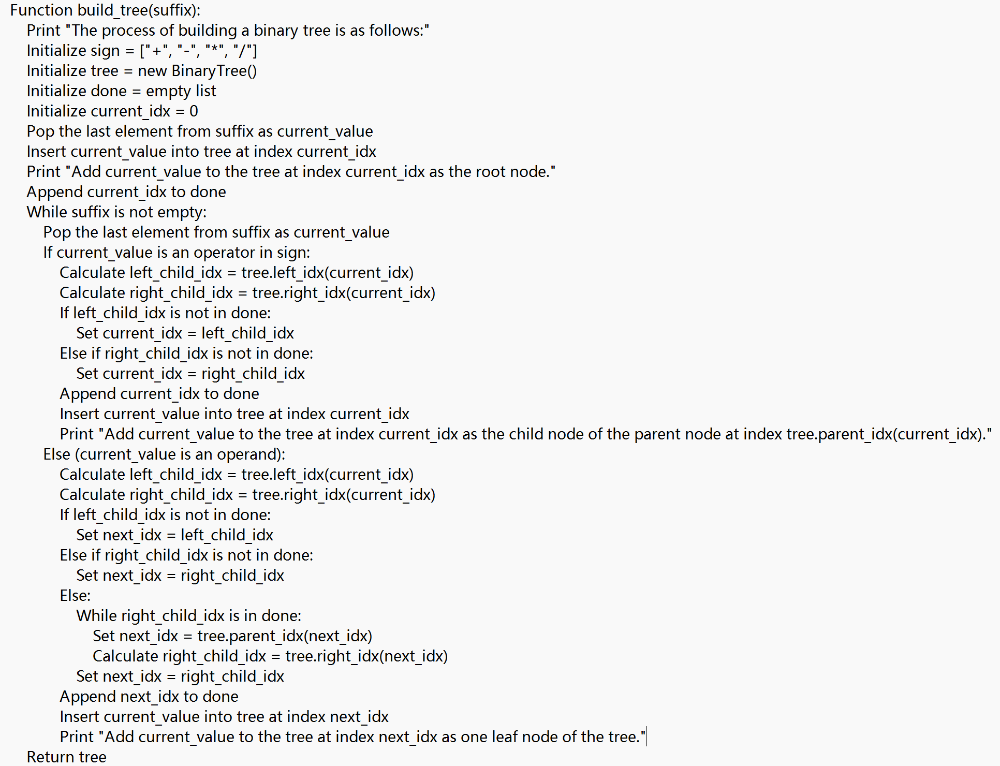 Function build_tree(suffix):
Print "The process of building a binary tree is as follows:"
Initialize sign = ["+", "-", "*", "/"]
Initialize tree = new BinaryTree()
Initialize done = empty list
Initialize current_idx = 0
Pop the last element from suffix as current_value
Insert current_value into tree at index current_idx
Print "Add current_value to the tree at index current_idx as the root node."
Append current_idx to done
While suffix is not empty:
Pop the last element from suffix as current_value
If current_value is an operator in sign:
Calculate left_child_idx = tree.left_idx(current_idx)
Calculate right_child_idx = tree.right_idx(current_idx)
If left_child_idx is not in done:
Set current_idx = left_child_idx
Else if right_child_idx is not in done:
Set current_idx = right_child_idx
Append current_idx to done
Insert current_value into tree at index current_idx
Print "Add current_value to the tree at index current_idx as the child node of the parent node at index tree.parent_idx(current_idx)."
Else (current_value is an operand):
Calculate left_child_idx = tree.left_idx(current_idx)
Calculate right_child_idx = tree.right_idx(current_idx)
If left_child_idx is not in done:
Set next_idx = left_child_idx
Else if right_child_idx is not in done:
Set next_idx = right_child_idx
Else:
While right_child_idx is in done:
Set next_idx = tree.parent_idx(next_idx)
Calculate right_child_idx = tree.right_idx(next_idx)
Set next_idx = right_child_idx
Append next_idx to done
Insert current_value into tree at index next_idx
Print "Add current_value to the tree at index next_idx as one leaf node of the tree."
Return tree